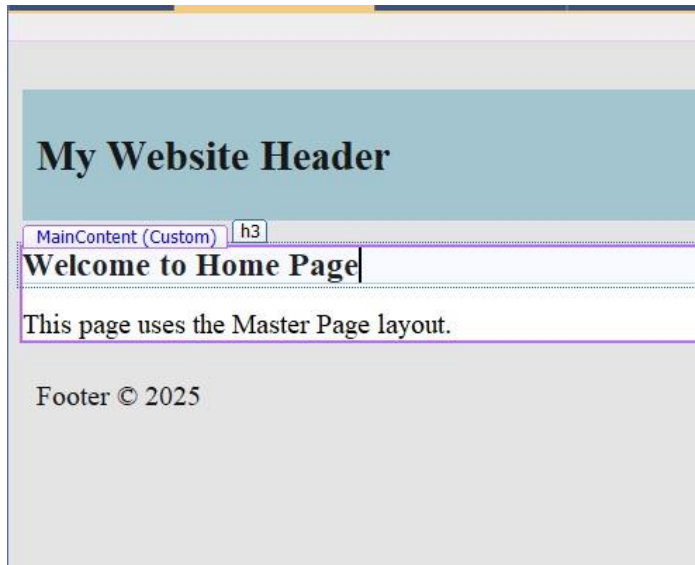 My Website Header
MainContent (Custom) h3
Welcome to Home Page
This page uses the Master Page layout.
Footer © 2025